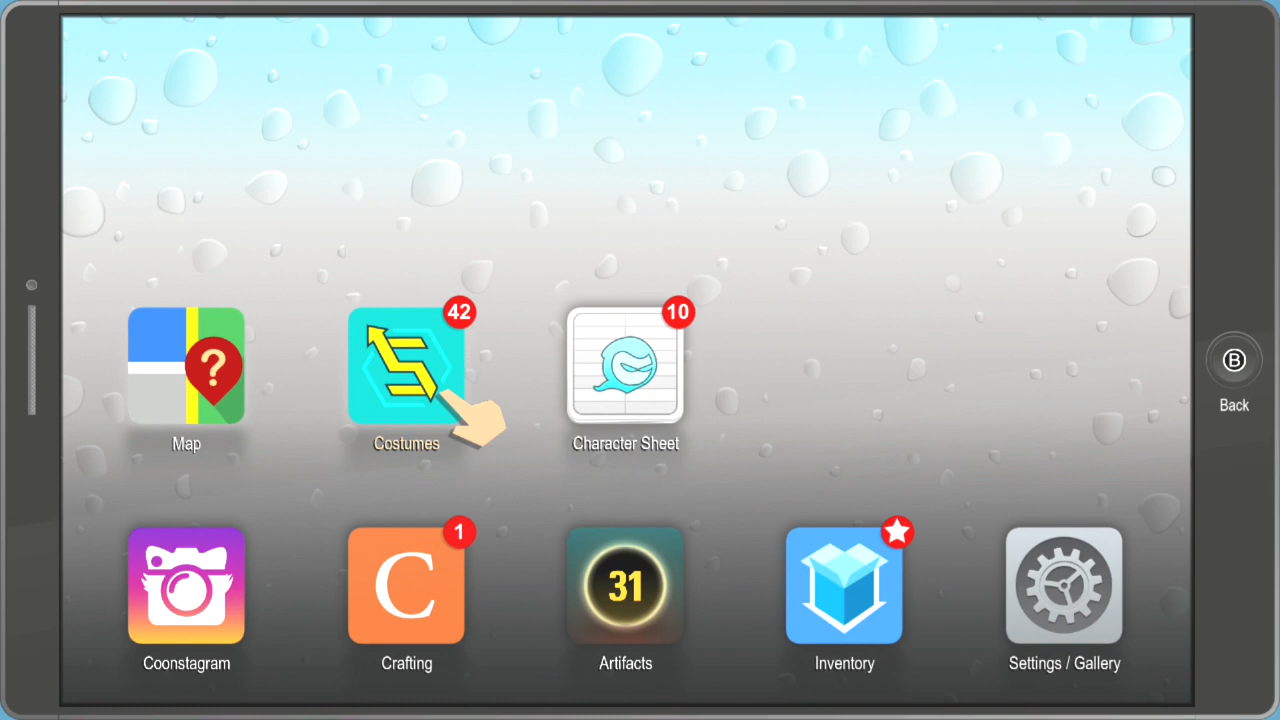 42
10
?
Map
Costumes
Character Sheet
B
Back
1
C
31
Coonstagram
Crafting
Artifacts
Inventory
Settings / Gallery